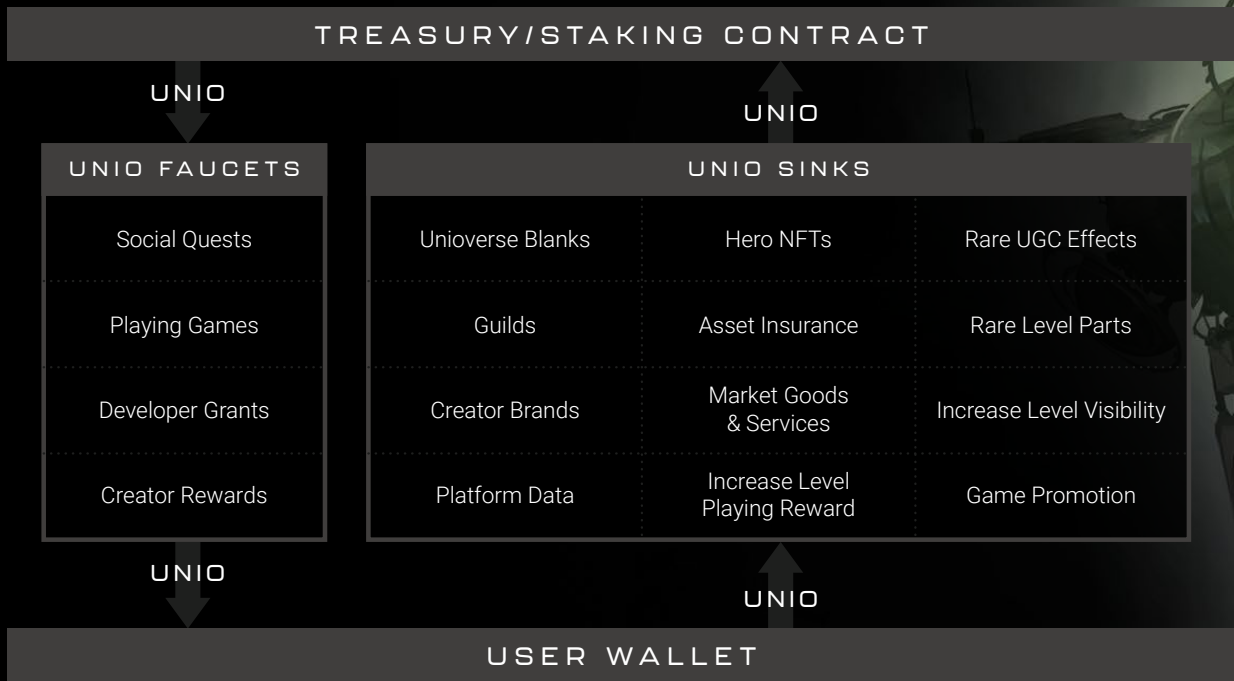 TREASURY/STAKING CONTRACT
UNIO
UNIO
UNIO FAUCETS
Social Quests
Playing Games
Developer Grants
Creator Rewards
UNIO SINKS
Unioverse Blanks
Hero NFTs
Rare UGC Effects
Guilds
Asset Insurance
Rare Level Parts
Creator Brands
Market Goods
& Services
Increase Level Visibility
Platform Data
Increase Level
Playing Reward
Game Promotion
UNIO
UNIO
USER WALLET